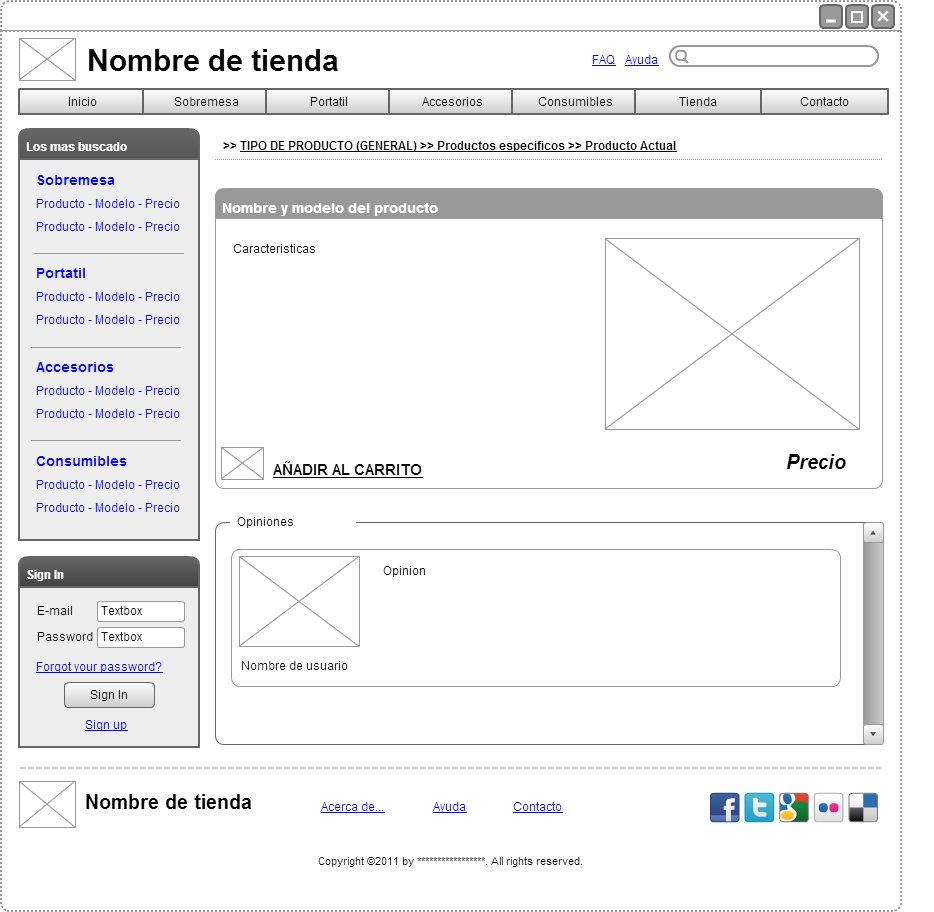 Nombre de tienda
FAQ Ayuda
Inicio Sobremesa Portatil Accesorios Consumibles Tienda Contacto
Los mas buscado
Sobremesa
Producto - Modelo - Precio
Producto - Modelo - Precio
Portatil
Producto - Modelo - Precio
Producto - Modelo - Precio
Accesorios
Producto - Modelo - Precio
Producto - Modelo - Precio
Consumibles
Producto - Modelo - Precio
Producto - Modelo - Precio
Sign In
E-mail Textbox
Password Textbox
Forgot your password?
Sign In
Sign up
>> TIPO DE PRODUCTO (GENERAL) >> Productos especificos >> Producto Actual
Nombre y modelo del producto
Caracteristicas
AÑADIR AL CARRITO
Precio
Opiniones
Opinion
Nombre de usuario
Nombre de tienda
Acerca de... Ayuda Contacto
Copyright ©2011 by *****************. All rights reserved.